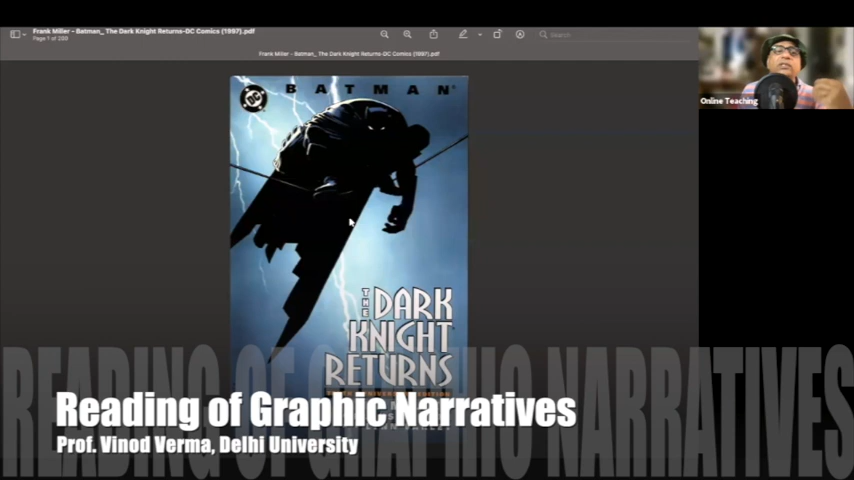 Frank Miller - Batman_ The Dark Knight Returns-DC Comics (1997).pdf
Page 1 of 200
Search
Frank Miller - Batman_ The Dark Knight Returns-DC Comics (1997).pdf
Online Teaching
DC
BATMAN
THE
DARK
KNIGHT
RETURNS
READING OF GRAPHIC NARRATIVES
Reading of Graphic Narratives
Prof. Vinod Verma, Delhi University